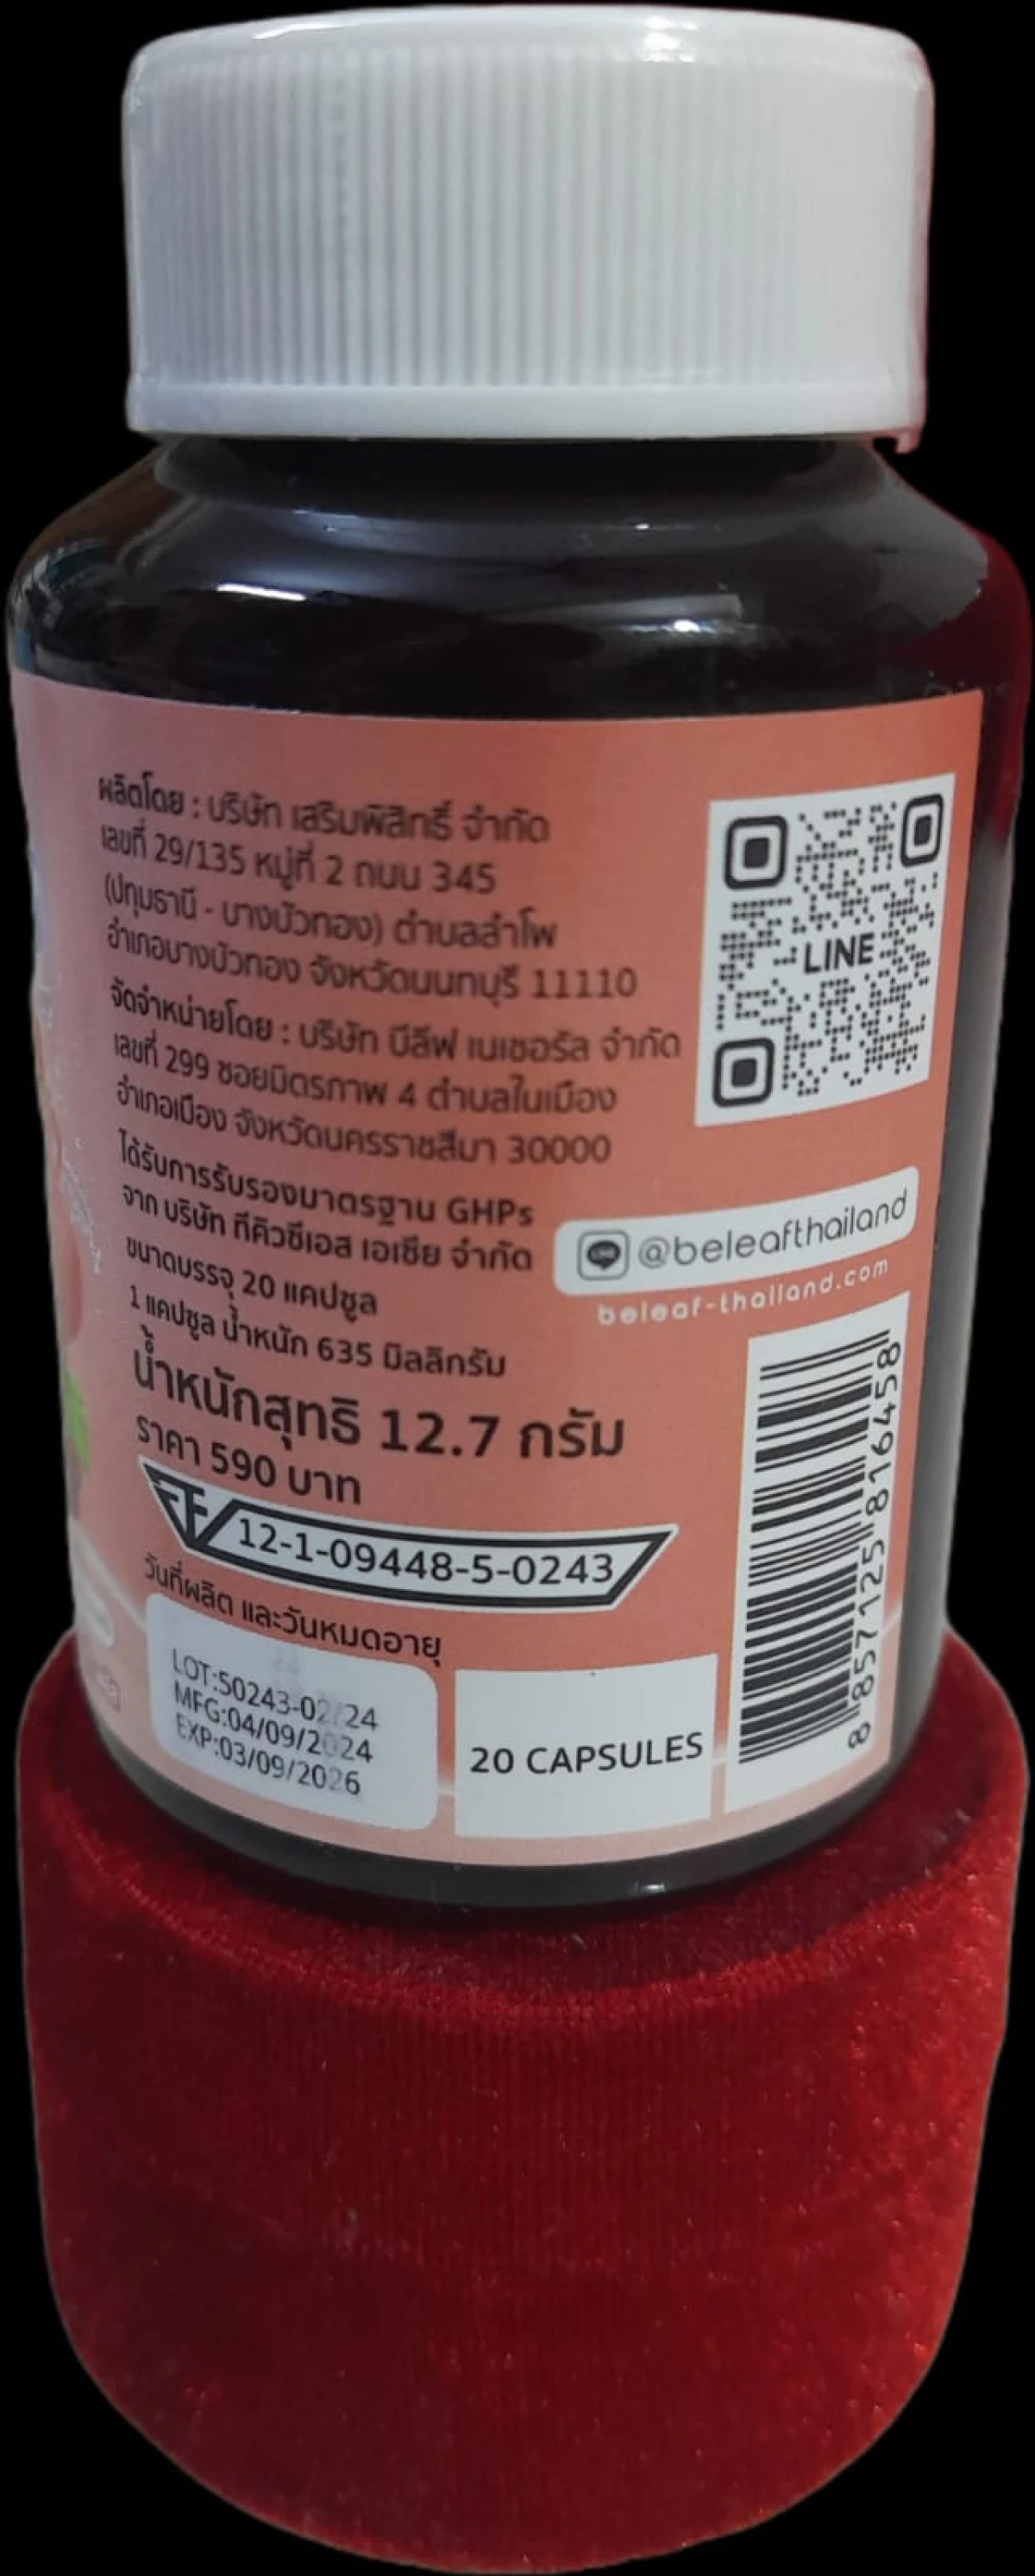 ผลิตโดย : บริษัท เสริมพิสิทธิ์ จำกัด
เลขที่ 29/135 หมู่ที่ 2 ถนน 345
(ปทุมธานี - บางบัวทอง) ตำบลลำโพ
อำเภอบางบัวทอง จังหวัดนนทบุรี 11110
จัดจำหน่ายโดย : บริษัท บีลีฟ เนเชอรัล จำกัด
เลขที่ 299 ซอยมิตรภาพ 4 ตำบลในเมือง
อำเภอเมือง จังหวัดนครราชสีมา 30000
ได้รับการรับรองมาตรฐาน GHPs
จาก บริษัท ทีคิวซีเอส เอเชีย จำกัด
ขนาดบรรจุ 20 แคปซูล
1 แคปซูล น้ำหนัก 635 มิลลิกรัม
น้ำหนักสุทธิ 12.7 กรัม
ราคา 590 บาท
12-1-09448-5-0243
วันที่ผลิต และวันหมดอายุ
LOT:50243-02/24
MFG:04/09/2024
EXP:03/09/2026
20 CAPSULES
LINE
@beleafthailand
beleaf-thailand.com
8 857125 816458